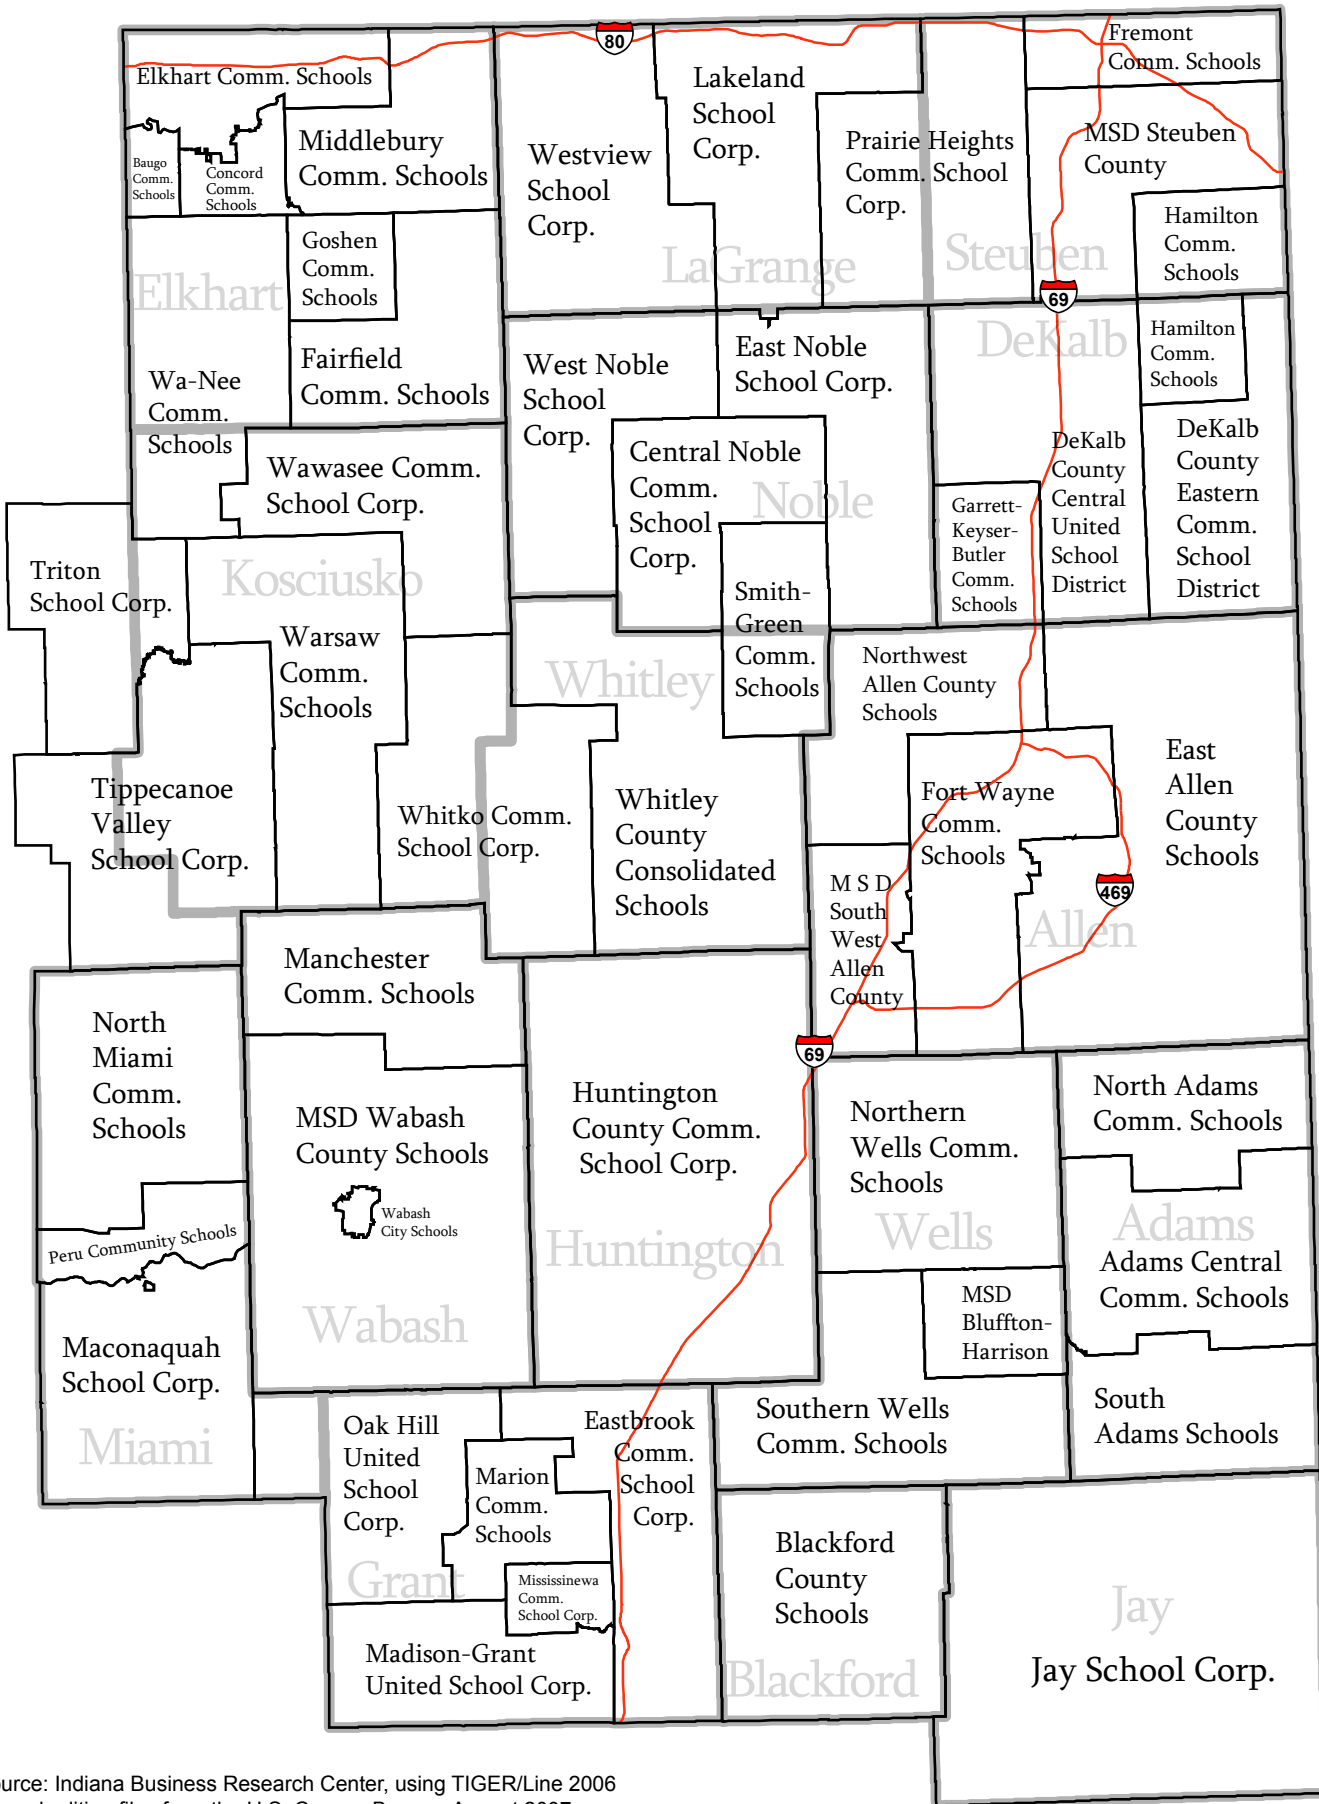 80
Fremont
Comm. Schools
Elkhart Comm. Schools
Lakeland
School
Corp.
Middlebury
Comm. Schools
Westview
School
Corp.
Prairie Heights
Comm. School
Corp.
MSD Steuben
County
Baugo
Comm.
Schools
Concord
Comm.
Schools
Hamilton
Comm.
Schools
Goshen
Comm.
Schools
Elkhart
LaGrange
Steuben
69
DeKalb
Hamilton
Comm.
Schools
Wa-Nee
Comm.
Schools
Fairfield
Comm. Schools
West Noble
School
Corp.
East Noble
School Corp.
Wawasee Comm.
School Corp.
Central Noble
Comm.
School
Corp.
Noble
Garrett-
Keyser-
Butler
Comm.
Schools
DeKalb
County
Central
United
School
District
DeKalb
County
Eastern
Comm.
School
District
Triton
School Corp.
Kosciusko
Warsaw
Comm.
Schools
Whitley
Smith-
Green
Comm.
Schools
Northwest
Allen County
Schools
East
Allen
County
Schools
Tippecanoe
Valley
School Corp.
Whitko Comm.
School Corp.
Whitley
County
Consolidated
Schools
Fort Wayne
Comm.
Schools
M S D
South
West
Allen
County
469
Allen
Manchester
Comm. Schools
North
Miami
Comm.
Schools
69
MSD Wabash
County Schools
Huntington
County Comm.
School Corp.
Northern
Wells Comm.
Schools
North Adams
Comm. Schools
Wabash
City Schools
Peru Community Schools
Huntington
Wells
Adams
Adams Central
Comm. Schools
MSD
Bluffton-
Harrison
Wabash
Maconaquah
School Corp.
Miami
Oak Hill
United
School
Corp.
Eastbrook
Comm.
School
Corp.
Southern Wells
Comm. Schools
South
Adams Schools
Marion
Comm.
Schools
Grant
Mississinewa
Comm.
School Corp.
Blackford
County
Schools
Jay
Madison-Grant
United School Corp.
Blackford
Jay School Corp.
urce: Indiana Business Research Center, using TIGER/Line 2006